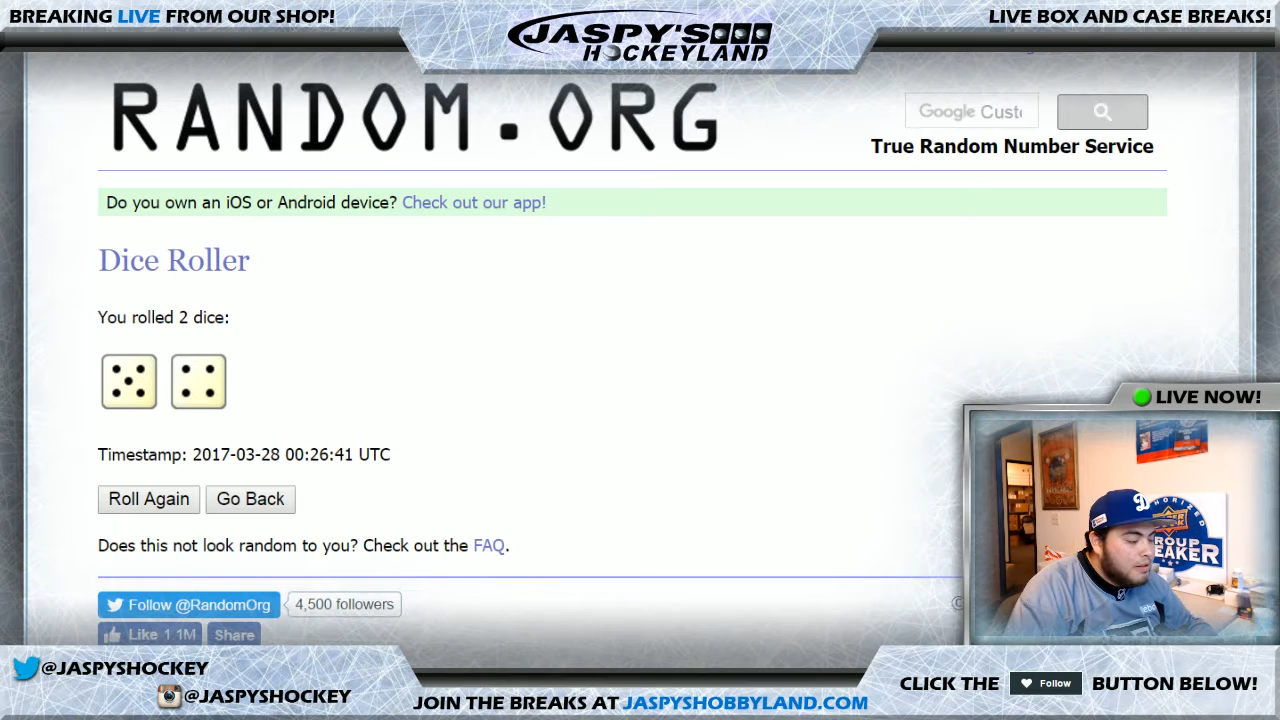 BREAKING LIVE FROM OUR SHOP!
JASPY'S
HOCKEYLAND
LIVE BOX AND CASE BREAKS!
RANDOM.ORG
Google Custo
True Random Number Service
Do you own an iOS or Android device? Check out our app!
Dice Roller
You rolled 2 dice:
Timestamp: 2017-03-28 00:26:41 UTC
Roll Again
Go Back
Does this not look random to you? Check out the FAQ.
Follow @RandomOrg
4,500 followers
Like 1.1M
Share
©
LIVE NOW!
@JASPYSHOCKEY
@JASPYSHOCKEY
JOIN THE BREAKS AT JASPYSHOBBYLAND.COM
CLICK THE
Follow
BUTTON BELOW!